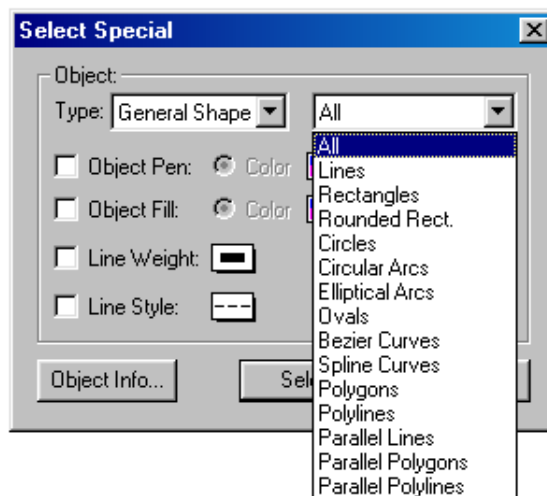 Select Special
Object:
Type: General Shape All
All
Object Pen: Color
Lines
Rectangles
Object Fill: Color
Rounded Rect.
Circles
Line Weight:
Circular Arcs
Elliptical Arcs
Line Style:
Ovals
Bezier Curves
Spline Curves
Object Info...
Polygons
Polylines
Parallel Lines
Parallel Polygons
Parallel Polylines